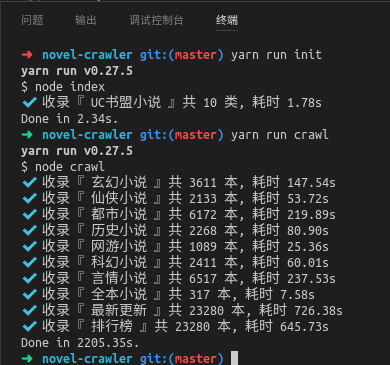 问题 输出 调试控制台 终端
➜ novel-crawler git:(master) yarn run init
yarn run v0.27.5
$ node index
✔ 收录『 UC书盟小说 』共 10 类, 耗时 1.78s
Done in 2.34s.
➜ novel-crawler git:(master) yarn run crawl
yarn run v0.27.5
$ node crawl
✔ 收录『 玄幻小说 』共 3611 本, 耗时 147.54s
✔ 收录『 仙侠小说 』共 2133 本, 耗时 53.72s
✔ 收录『 都市小说 』共 6172 本, 耗时 219.89s
✔ 收录『 历史小说 』共 2268 本, 耗时 80.90s
✔ 收录『 网游小说 』共 1089 本, 耗时 25.36s
✔ 收录『 科幻小说 』共 2411 本, 耗时 60.01s
✔ 收录『 言情小说 』共 6517 本, 耗时 237.53s
✔ 收录『 全本小说 』共 317 本, 耗时 7.58s
✔ 收录『 最新更新 』共 23280 本, 耗时 726.38s
✔ 收录『 排行榜 』共 23280 本, 耗时 645.73s
Done in 2205.35s.
➜ novel-crawler git:(master)